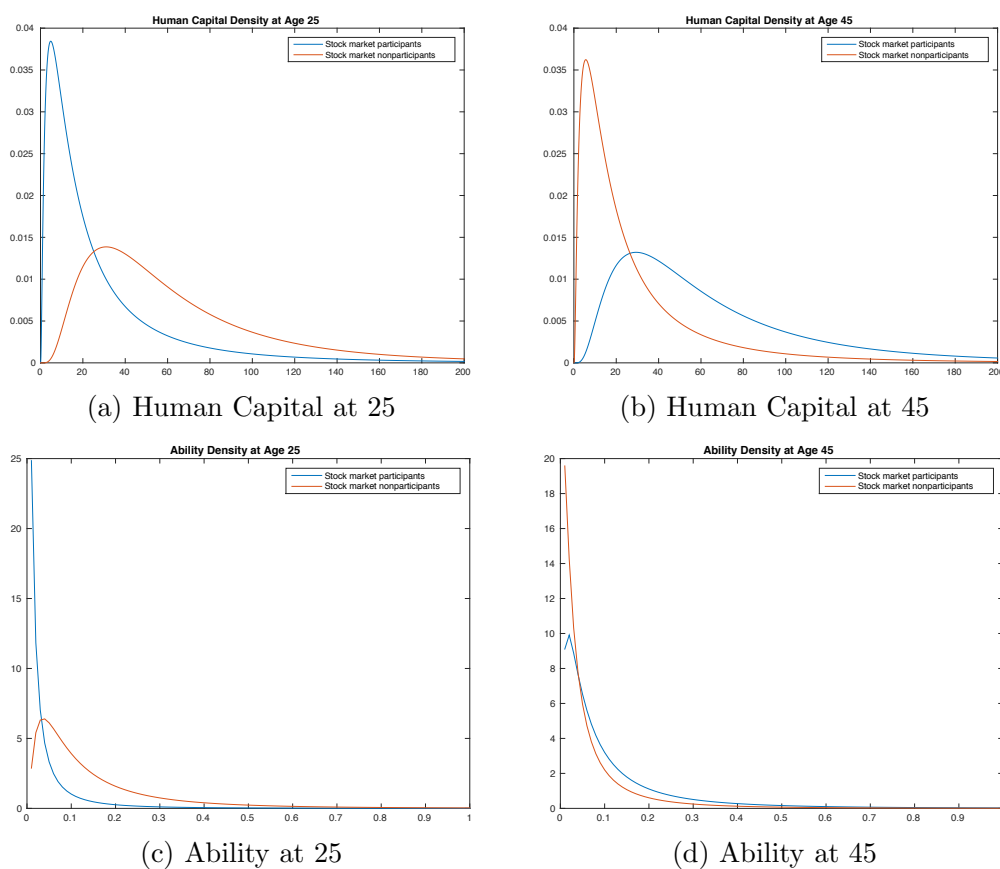 Human Capital Density at Age 25
Stock market participants
Stock market nonparticipants
0.04
0.035
0.03
0.025
0.02
0.015
0.01
0.005
0
0 20 40 60 80 100 120 140 160 180 200
(a) Human Capital at 25
Human Capital Density at Age 45
Stock market participants
Stock market nonparticipants
0.04
0.035
0.03
0.025
0.02
0.015
0.01
0.005
0
0 20 40 60 80 100 120 140 160 180 200
(b) Human Capital at 45
Ability Density at Age 25
Stock market participants
Stock market nonparticipants
25
20
15
10
5
0
0 0.1 0.2 0.3 0.4 0.5 0.6 0.7 0.8 0.9 1
(c) Ability at 25
Ability Density at Age 45
Stock market participants
Stock market nonparticipants
20
18
16
14
12
10
8
6
4
2
0
0 0.1 0.2 0.3 0.4 0.5 0.6 0.7 0.8 0.9
(d) Ability at 45